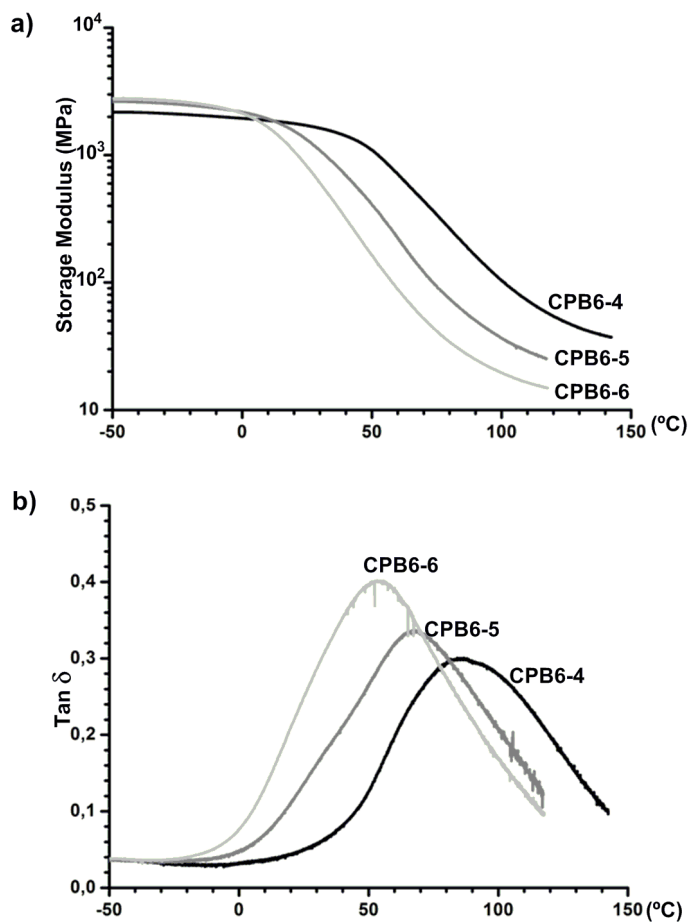 a)
10⁴
10³
10²
10
Storage Modulus (MPa)
CPB6-4
CPB6-5
CPB6-6
-50 0 50 100 150 (ºC)
b)
0,5
0,4
0,3
0,2
0,1
0,0
Tan δ
CPB6-6
CPB6-5
CPB6-4
-50 0 50 100 150 (ºC)